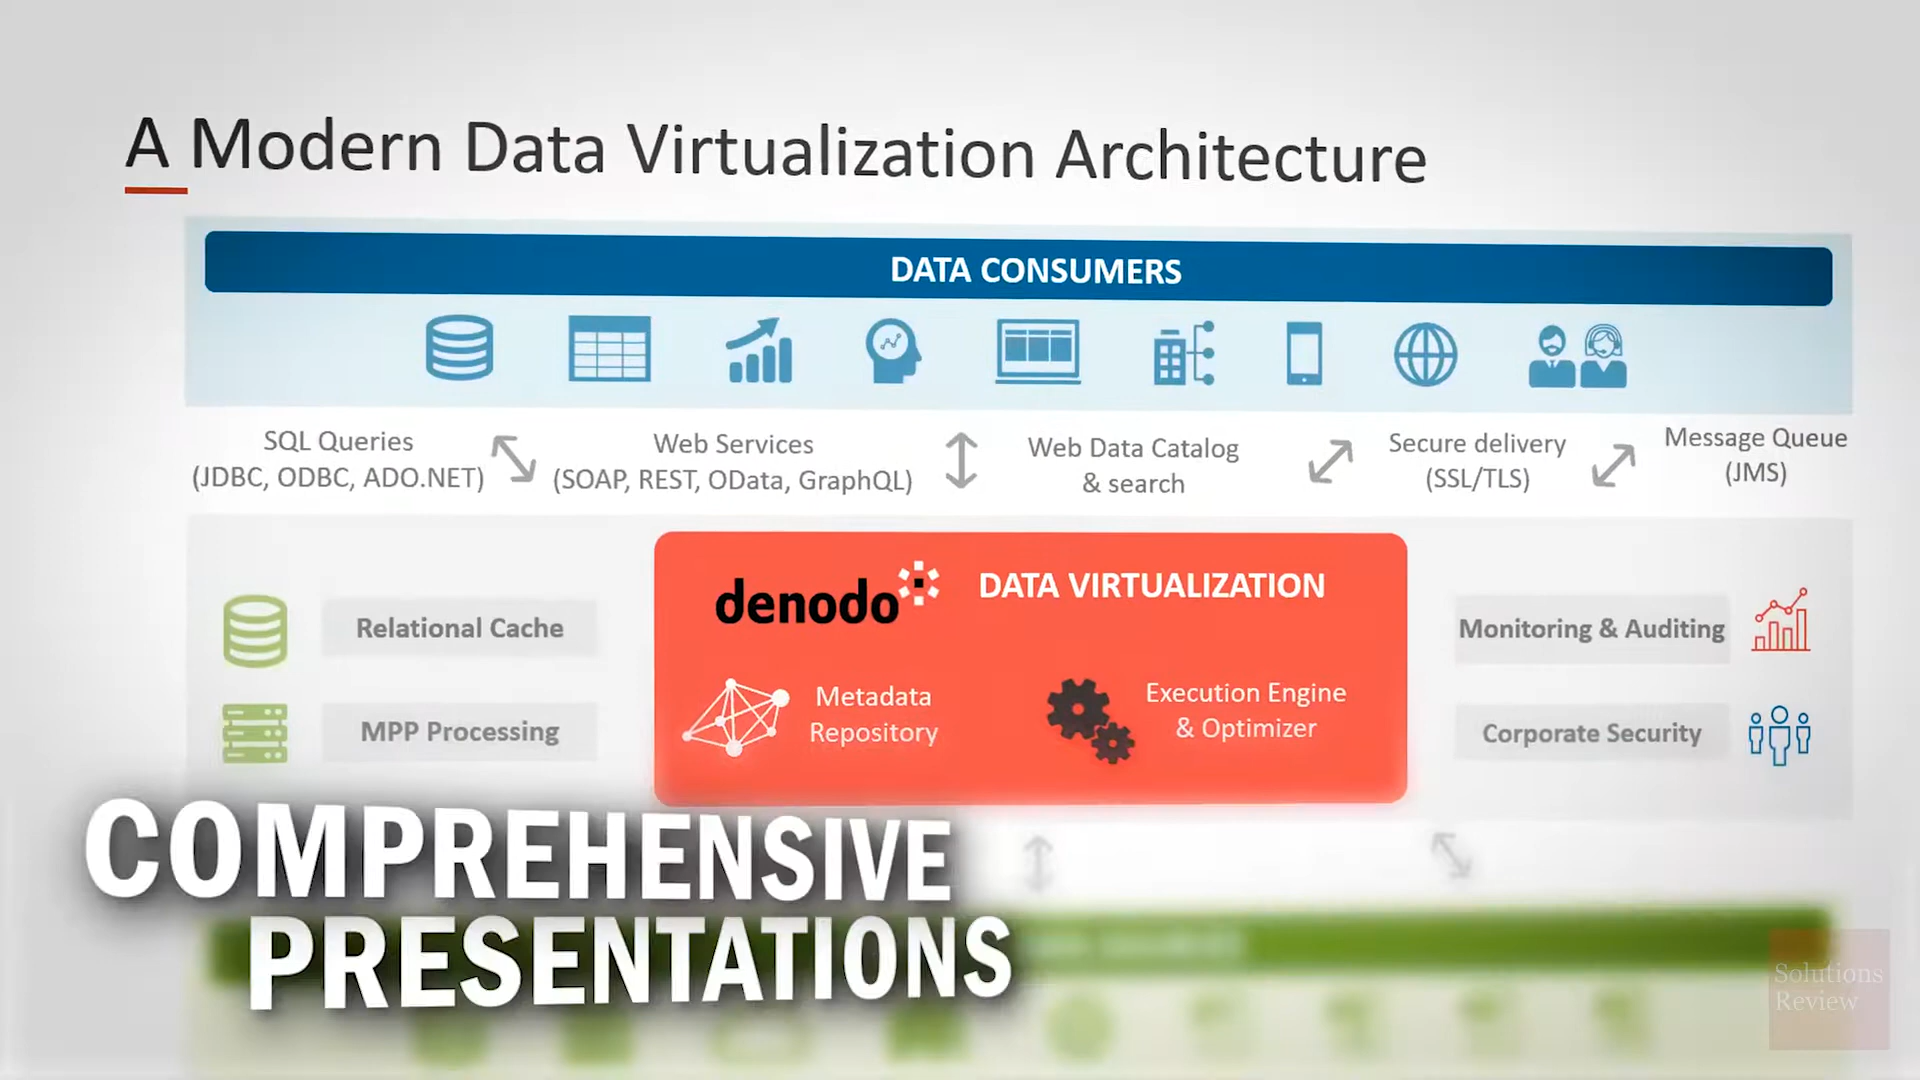 A Modern Data Virtualization Architecture
DATA CONSUMERS
SQL Queries
(JDBC, ODBC, ADO.NET)
Web Services
(SOAP, REST, OData, GraphQL)
Web Data Catalog
& search
Secure delivery
(SSL/TLS)
Message Queue
(JMS)
Relational Cache
MPP Processing
denodo
DATA VIRTUALIZATION
Metadata
Repository
Execution Engine
& Optimizer
Monitoring & Auditing
Corporate Security
COMPREHENSIVE
PRESENTATIONS
Solutions
Review